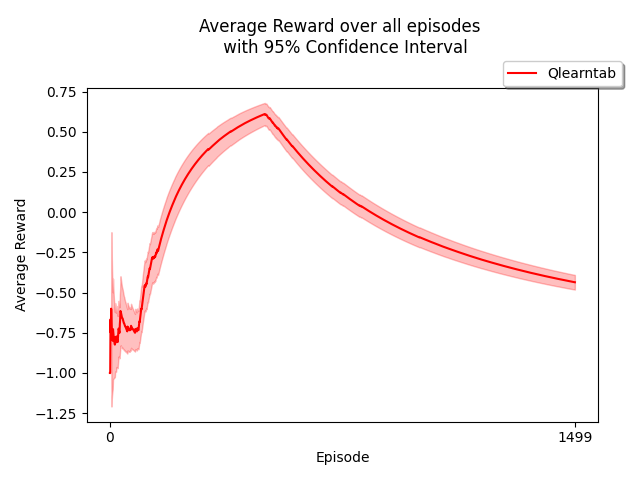 Average Reward over all episodes
with 95% Confidence Interval
Qlearntab
0.75
0.50
0.25
0.00
−0.25
−0.50
−0.75
−1.00
−1.25
Average Reward
0
1499
Episode